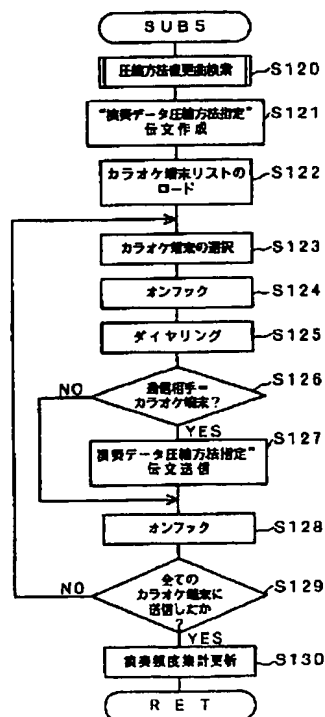 SUB5
圧縮方法変更曲検索
S120
"演奏データ圧縮方法指定"
伝文作成
S121
カラオケ端末リストの
ロード
S122
カラオケ端末の選択
S123
オンフック
S124
ダイヤリング
S125
通信相手=
カラオケ端末?
S126
NO
YES
演奏データ圧縮方法指定"
伝文送信
S127
オンフック
S128
全ての
カラオケ端末に
送信したか
?
S129
NO
YES
演奏頻度集計更新
S130
RET